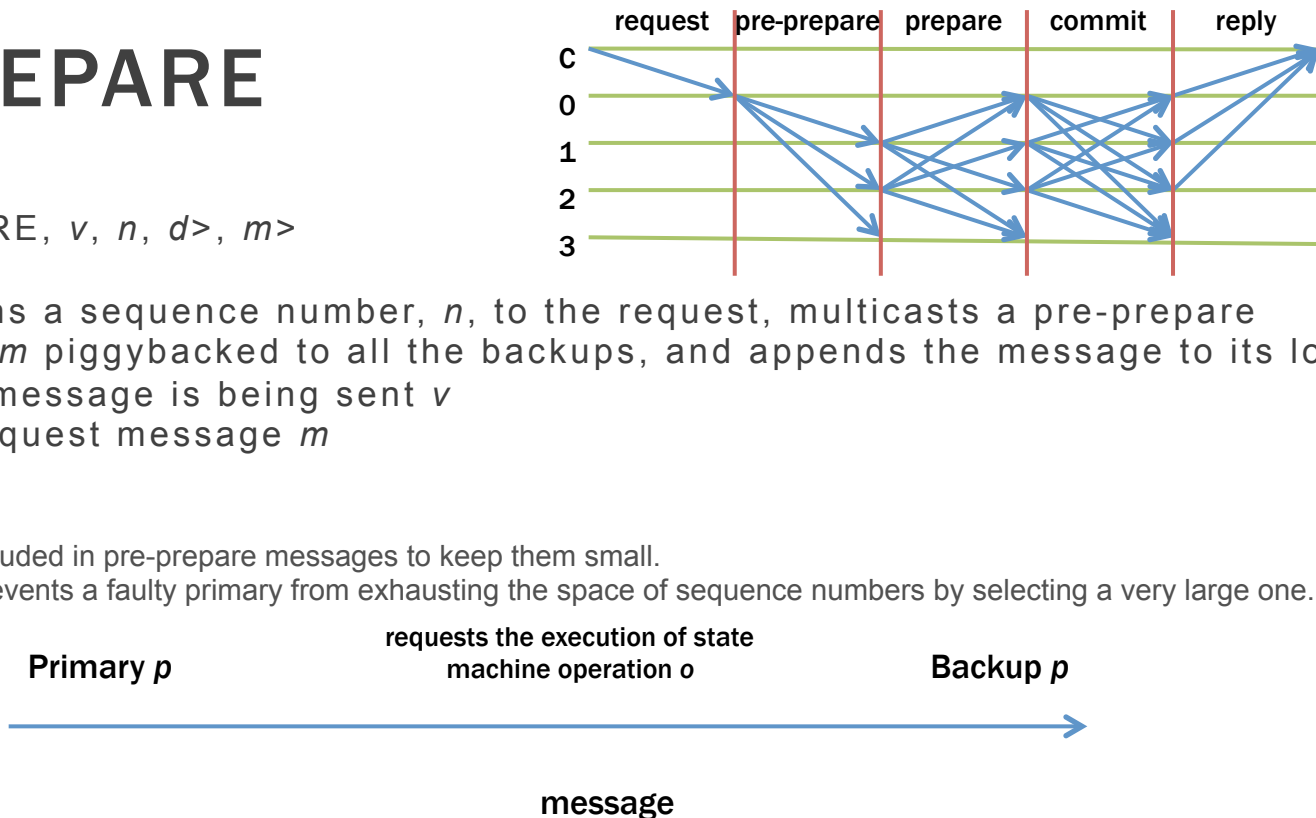 request pre-prepare prepare commit reply
EPARE
C
0
1
2
3
RE, v, n, d>, m>
ns a sequence number, n, to the request, multicasts a pre-prepare
m piggybacked to all the backups, and appends the message to its lo
message is being sent v
quest message m
uded in pre-prepare messages to keep them small.
events a faulty primary from exhausting the space of sequence numbers by selecting a very large one.
requests the execution of state
machine operation o
Primary p
Backup p
message